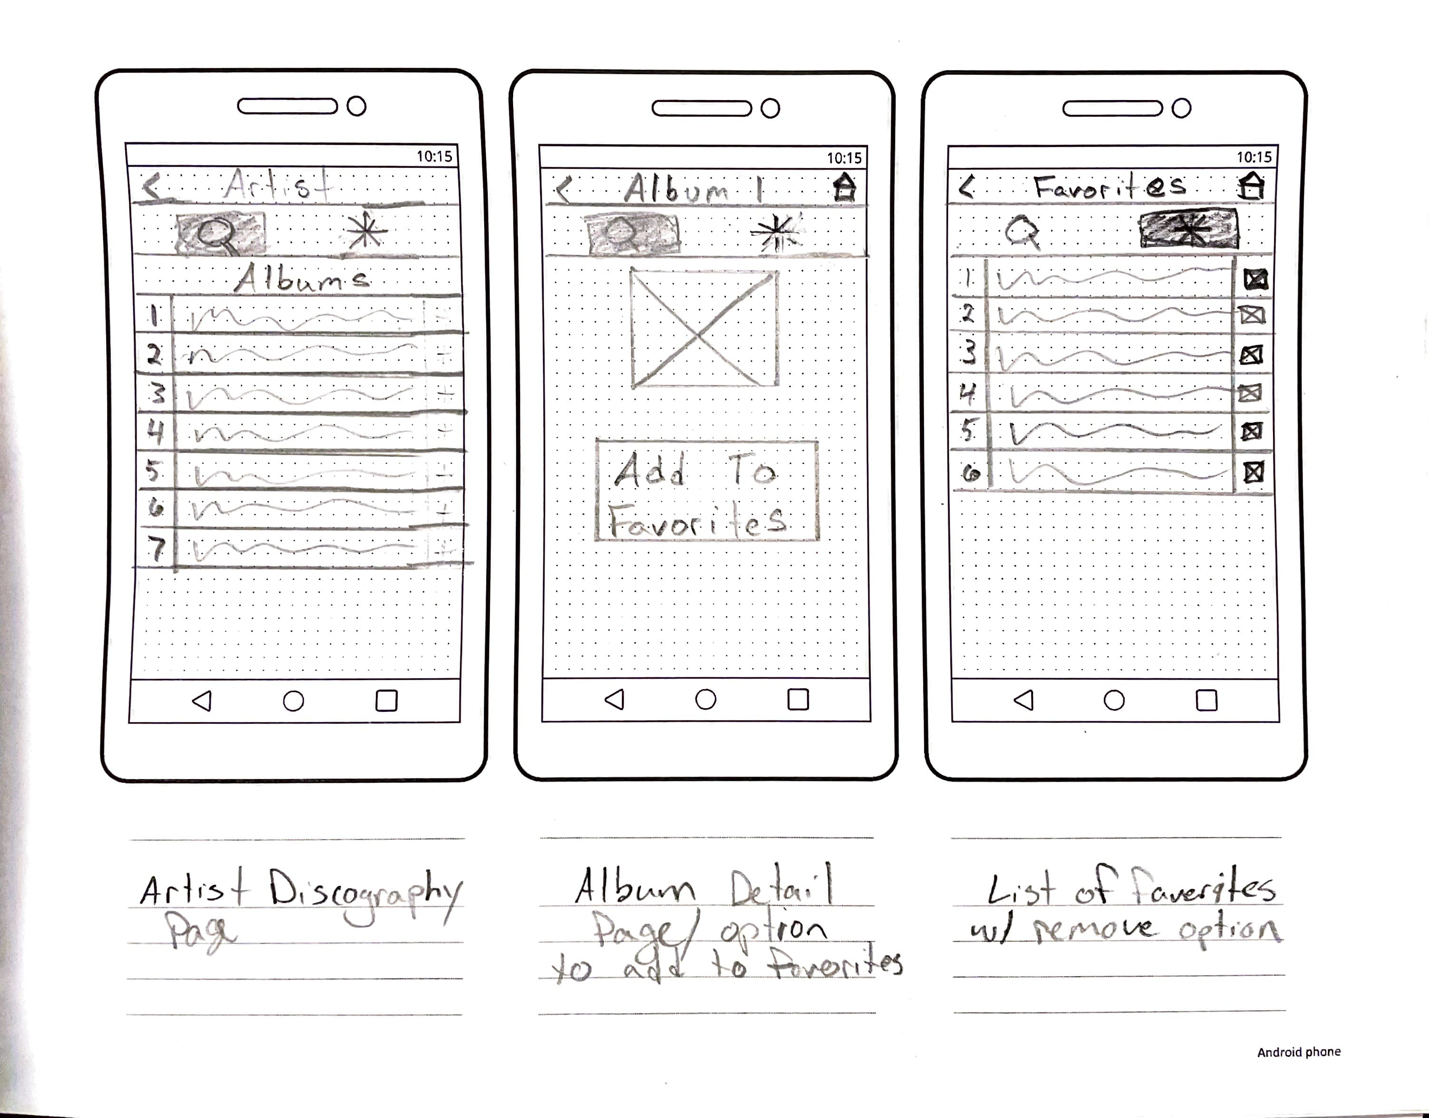 10:15
< Artist
Albums
1
2
3
4
5
6
7
Artist Discography
Page
10:15
< Album 1
Add To
Favorites
Album Detail
Page/ option
to add to favorites
10:15
< Favorites
1
2
3
4
5
6
List of favorites
w/ remove option
Android phone